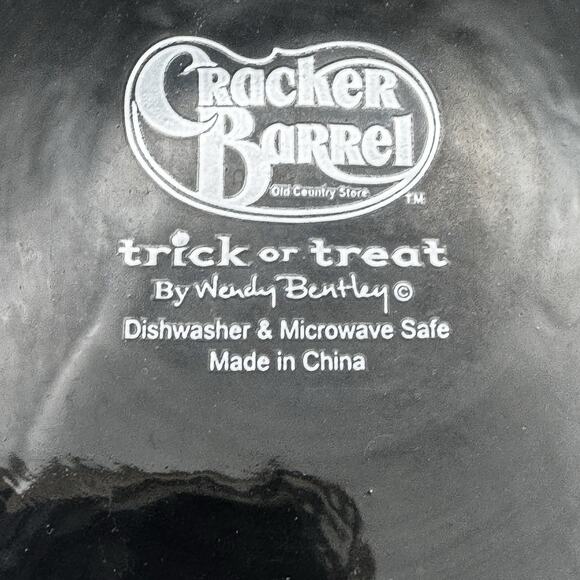 Cracker
Barrel
Old Country Store
TM
trick or treat
By Wendy Bentley ©
Dishwasher & Microwave Safe
Made in China